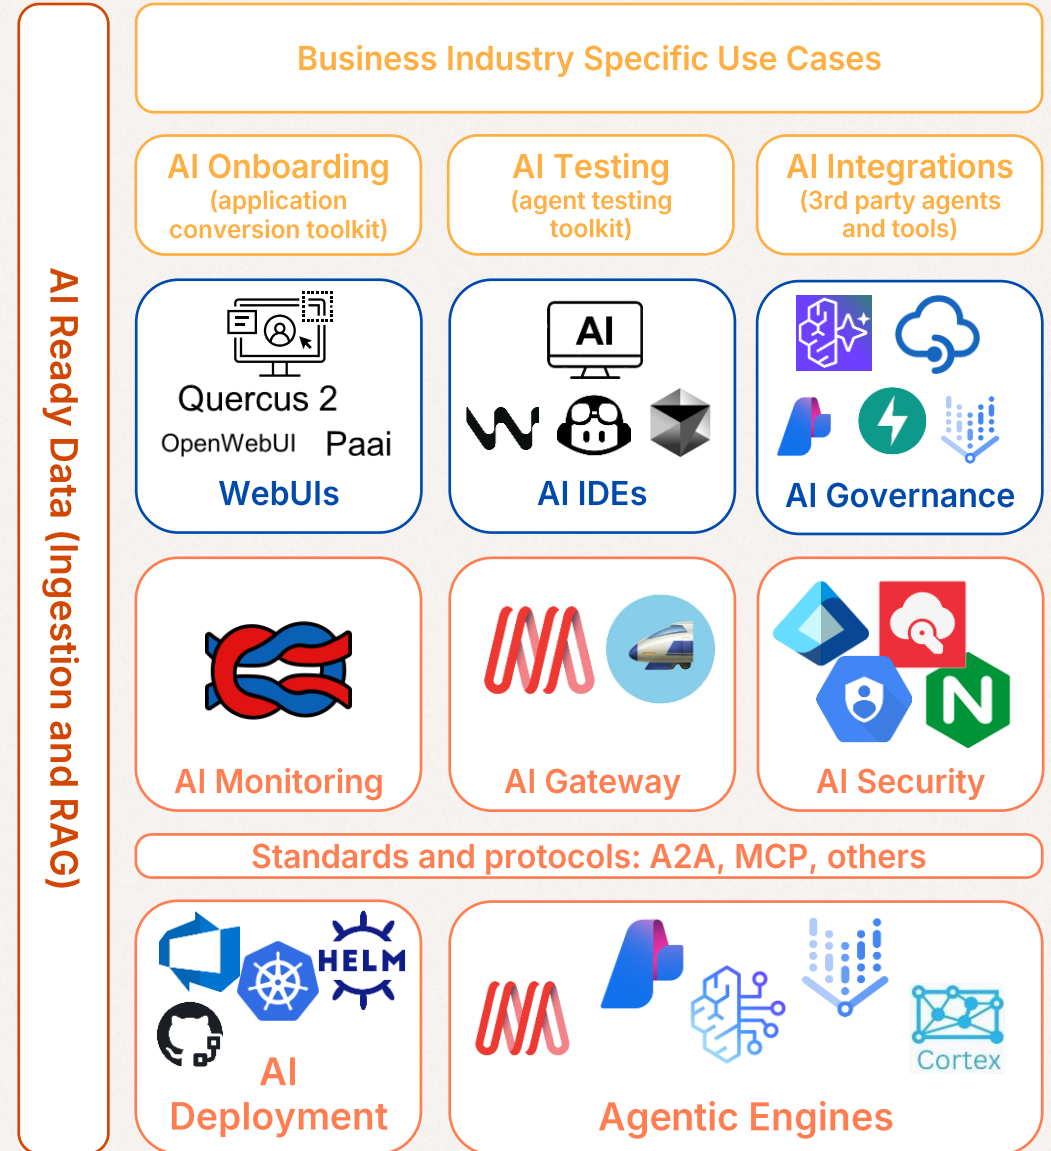 AI Ready Data (Ingestion and RAG)
Business Industry Specific Use Cases
AI Onboarding
(application
conversion toolkit)
AI Testing
(agent testing
toolkit)
AI Integrations
(3rd party agents
and tools)
Quercus 2
OpenWebUI Paai
WebUIs
AI
AI IDEs
AI Governance
AI Monitoring
AI Gateway
N
AI Security
Standards and protocols: A2A, MCP, others
HELM
AI
Deployment
Cortex
Agentic Engines